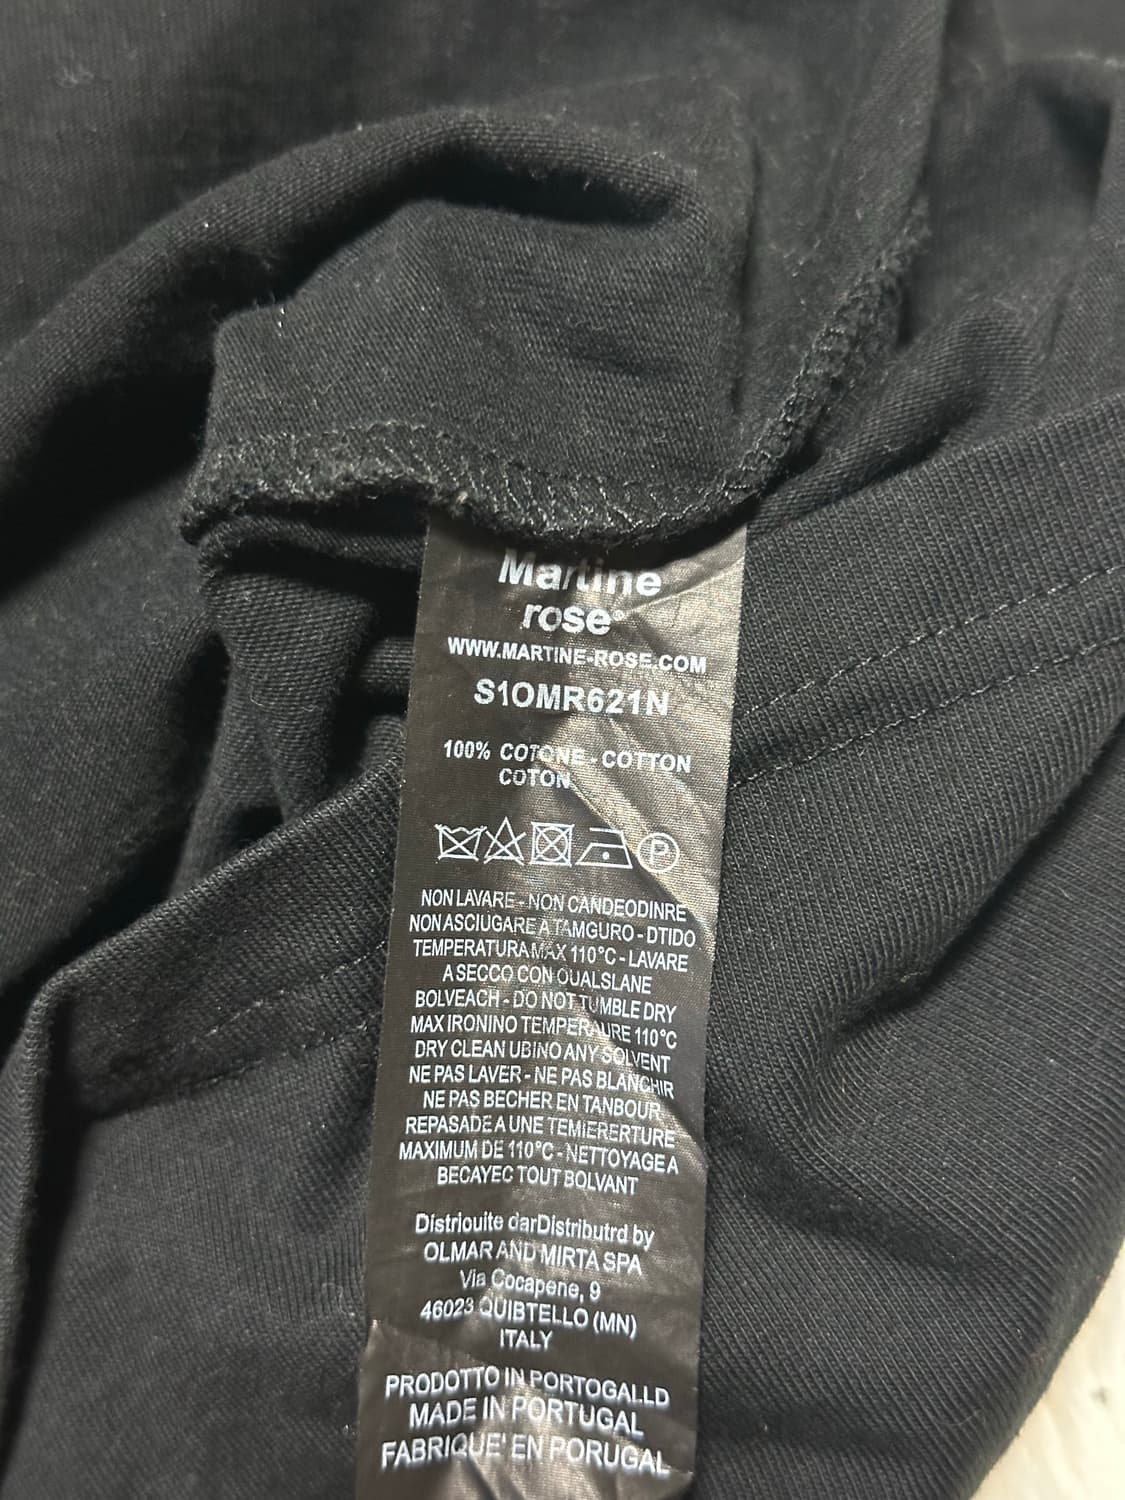 Martine
rose®
WWW.MARTINE-ROSE.COM
S1OMR621N
100% COTONE - COTTON
COTON
P
NON LAVARE - NON CANDEODINRE
NON ASCIUGARE A TAMGURO - DTIDO
TEMPERATURA MAX 110°C - LAVARE
A SECCO CON OUALSLANE
BOLVEACH - DO NOT TUMBLE DRY
MAX IRONINO TEMPERAURE 110°C
DRY CLEAN UBINO ANY SOLVENT
NE PAS LAVER - NE PAS BLANCHIR
NE PAS BECHER EN TANBOUR
REPASADE A UNE TEMIERERTURE
MAXIMUM DE 110°C - NETTOYAGE A
BECAYEC TOUT BOLVANT
Distriouite darDistributrd by
OLMAR AND MIRTA SPA
Via Cocapene, 9
46023 QUIBTELLO (MN)
ITALY
PRODOTTO IN PORTOGALLD
MADE IN PORTUGAL
FABRIQUE' EN PORUGAL